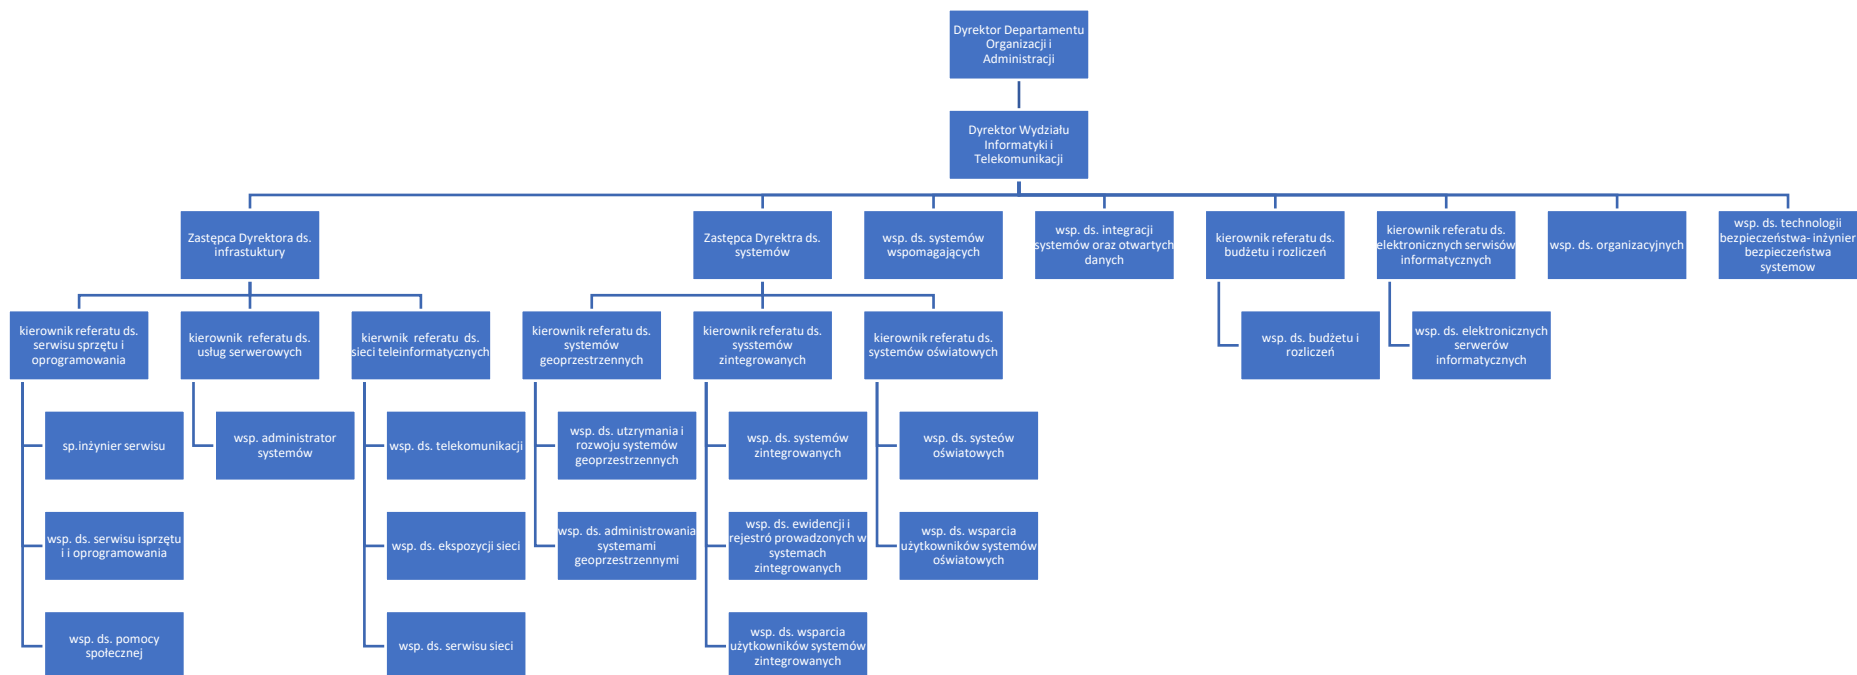 Dyrektor Departamentu
Organizacji i
Administracji
Dyrektor Wydziału
Informatyki i
Telekomunikacji
Zastępca Dyrektora ds.
infrastuktury
Zastępca Dyrektra ds.
systemów
wsp. ds. systemów
wspomagających
wsp. ds. integracji
systemów oraz otwartych
danych
kierownik referatu ds.
budżetu i rozliczeń
kierownik referatu ds.
elektronicznych serwisów
informatycznych
wsp. ds. organizacyjnych
wsp. ds. technologii
bezpieczeństwa- inżynier
bezpieczeństwa
systemow
kierownik referatu ds.
serwisu sprzętu i
oprogramowania
kierownik referatu ds.
usług serwerowych
kierwnik referatu ds.
sieci teleinformatycznych
kierownik referatu ds.
systemów
geoprzestrzennych
kierownik referatu ds.
sysstemów
zintegrowanych
kierownik referatu ds.
systemów oświatowych
wsp. ds. budżetu i
rozliczeń
wsp. ds. elektronicznych
serwerów
informatycznych
sp.inżynier serwisu
wsp. administrator
systemów
wsp. ds. telekomunikacji
wsp. ds. utzrymania i
rozwoju systemów
geoprzestrzennych
wsp. ds. systemów
zintegrowanych
wsp. ds. systeów
oświatowych
wsp. ds. serwisu isprzętu
i i oprogramowania
wsp. ds. ekspozycji sieci
wsp. ds. administrowania
systemami
geoprzestrzennymi
wsp. ds. ewidencji i
rejestró prowadzonych w
systemach
zintegrowanych
wsp. ds. wsparcia
użytkowników systemów
oświatowych
wsp. ds. pomocy
społecznej
wsp. ds. serwisu sieci
wsp. ds. wsparcia
użytkowników systemów
zintegrowanych